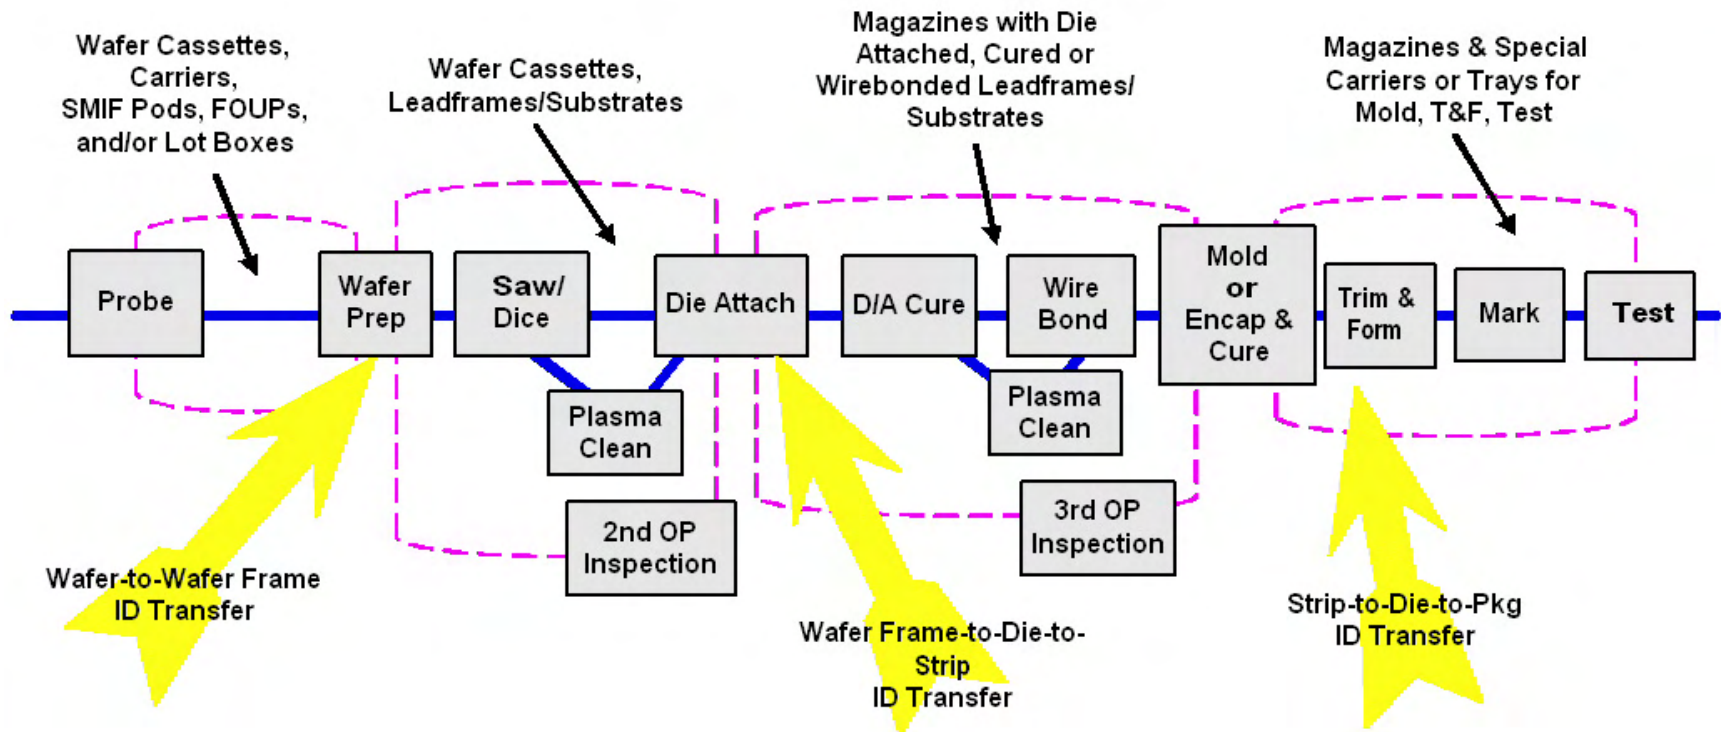 Wafer Cassettes,
Carriers,
SMIF Pods, FOUPs,
and/or Lot Boxes
Wafer Cassettes,
Leadframes/Substrates
Magazines with Die
Attached, Cured or
Wirebonded Leadframes/
Substrates
Magazines & Special
Carriers or Trays for
Mold, T&F, Test
Probe
Wafer
Prep
Saw/
Dice
Die Attach
D/A Cure
Wire
Bond
Mold
or
Encap &
Cure
Trim &
Form
Mark
Test
Plasma
Clean
Plasma
Clean
2nd OP
Inspection
3rd OP
Inspection
Wafer-to-Wafer Frame
ID Transfer
Wafer Frame-to-Die-to-
Strip
ID Transfer
Strip-to-Die-to-Pkg
ID Transfer